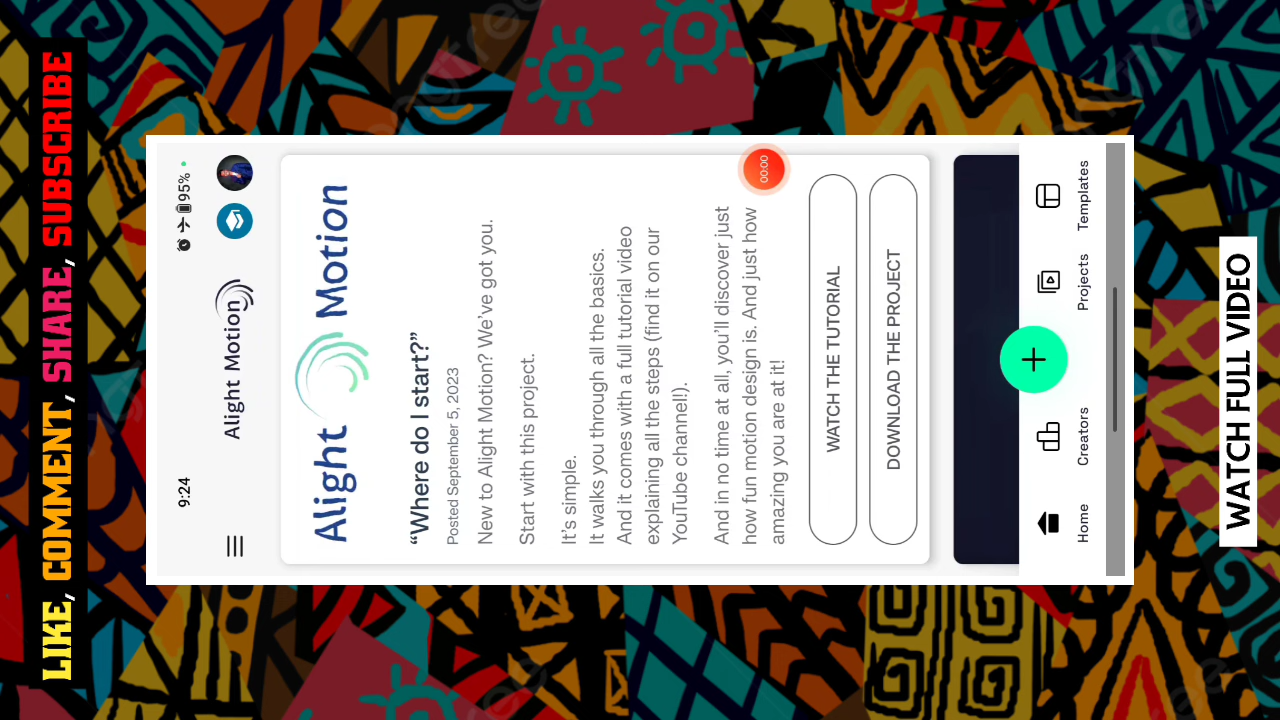 LIKE, COMMENT, SHARE, SUBSCRIBE
9:24
95%
Alight Motion
Alight Motion
“Where do I start?”
Posted September 5, 2023
New to Alight Motion? We’ve got you.
Start with this project.
It’s simple.
It walks you through all the basics.
And it comes with a full tutorial video
explaining all the steps (find it on our
YouTube channel!).
And in no time at all, you’ll discover just
how fun motion design is. And just how
amazing you are at it!
00:00
WATCH THE TUTORIAL
DOWNLOAD THE PROJECT
Home
Creators
Projects
Templates
WATCH FULL VIDEO